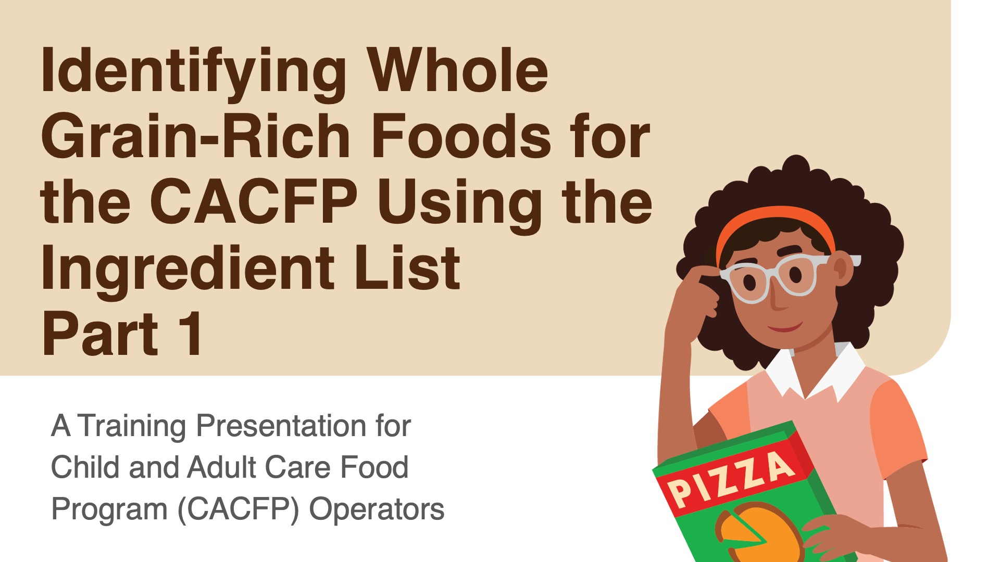 Identifying Whole
Grain-Rich Foods for
the CACFP Using the
Ingredient List
Part 1
A Training Presentation for
Child and Adult Care Food
Program (CACFP) Operators
PIZZA